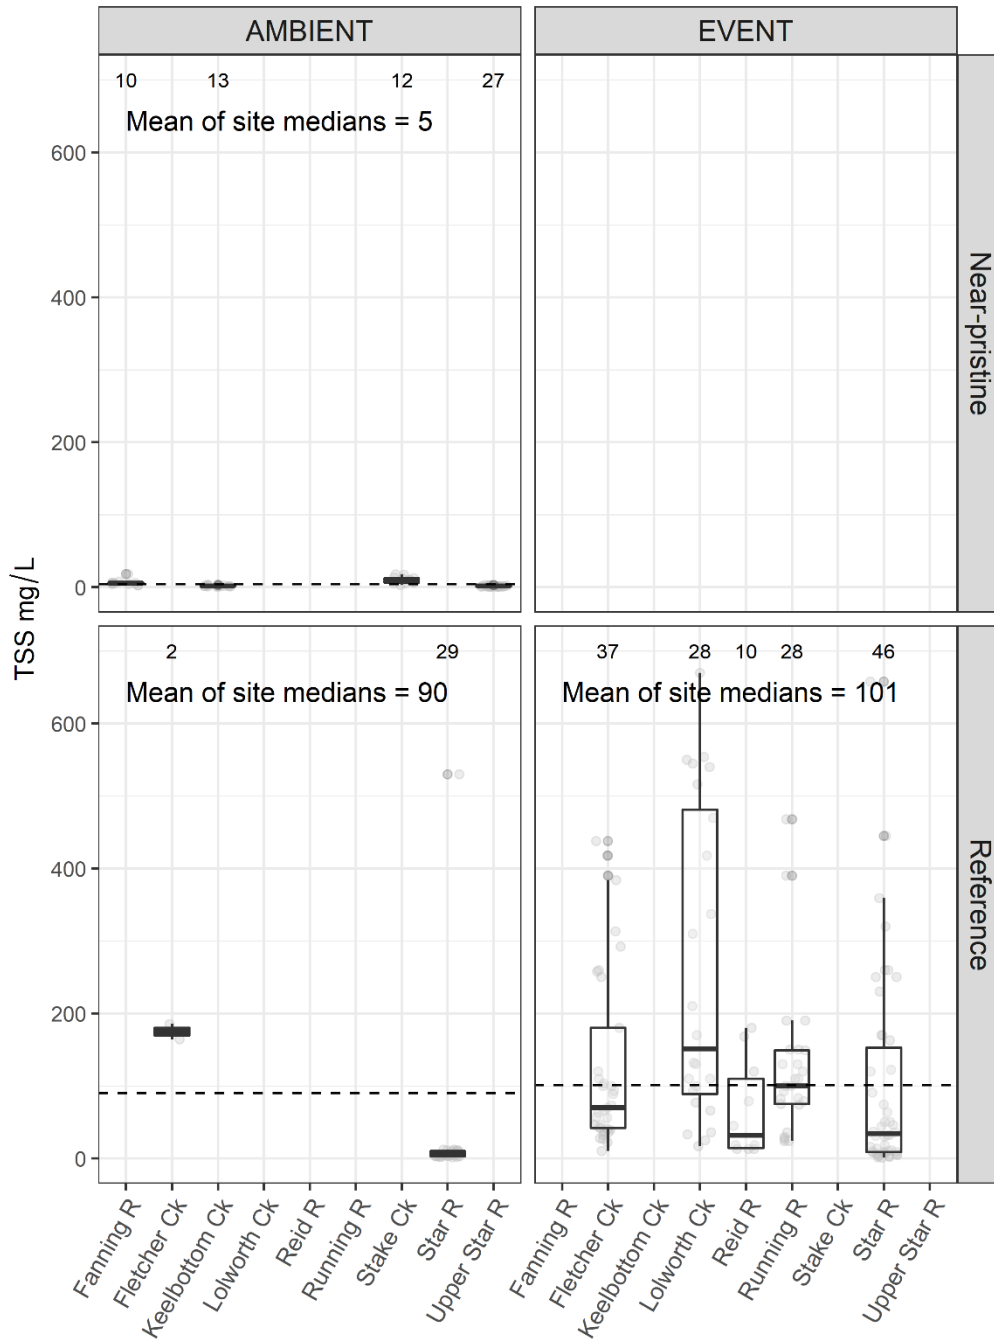 AMBIENT
EVENT
10 13 12 27
Mean of site medians = 5
600
400
200
0
Near-pristine
TSS mg/L
2 29
Mean of site medians = 90
37 28 10 28 46
Mean of site medians = 101
600
400
200
0
Reference
Fanning R
Fletcher Ck
Keelbottom Ck
Lolworth Ck
Reid R
Running R
Stake Ck
Star R
Upper Star R
Fanning R
Fletcher Ck
Keelbottom Ck
Lolworth Ck
Reid R
Running R
Stake Ck
Star R
Upper Star R